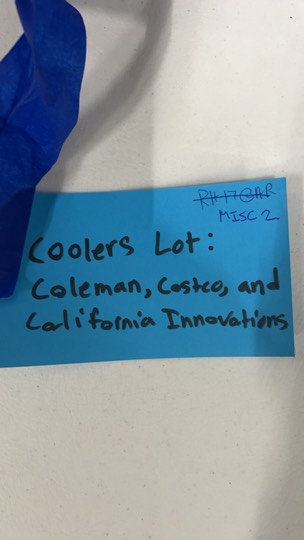 MISC 2
Coolers Lot:
Coleman, Costco, and
California Innovations